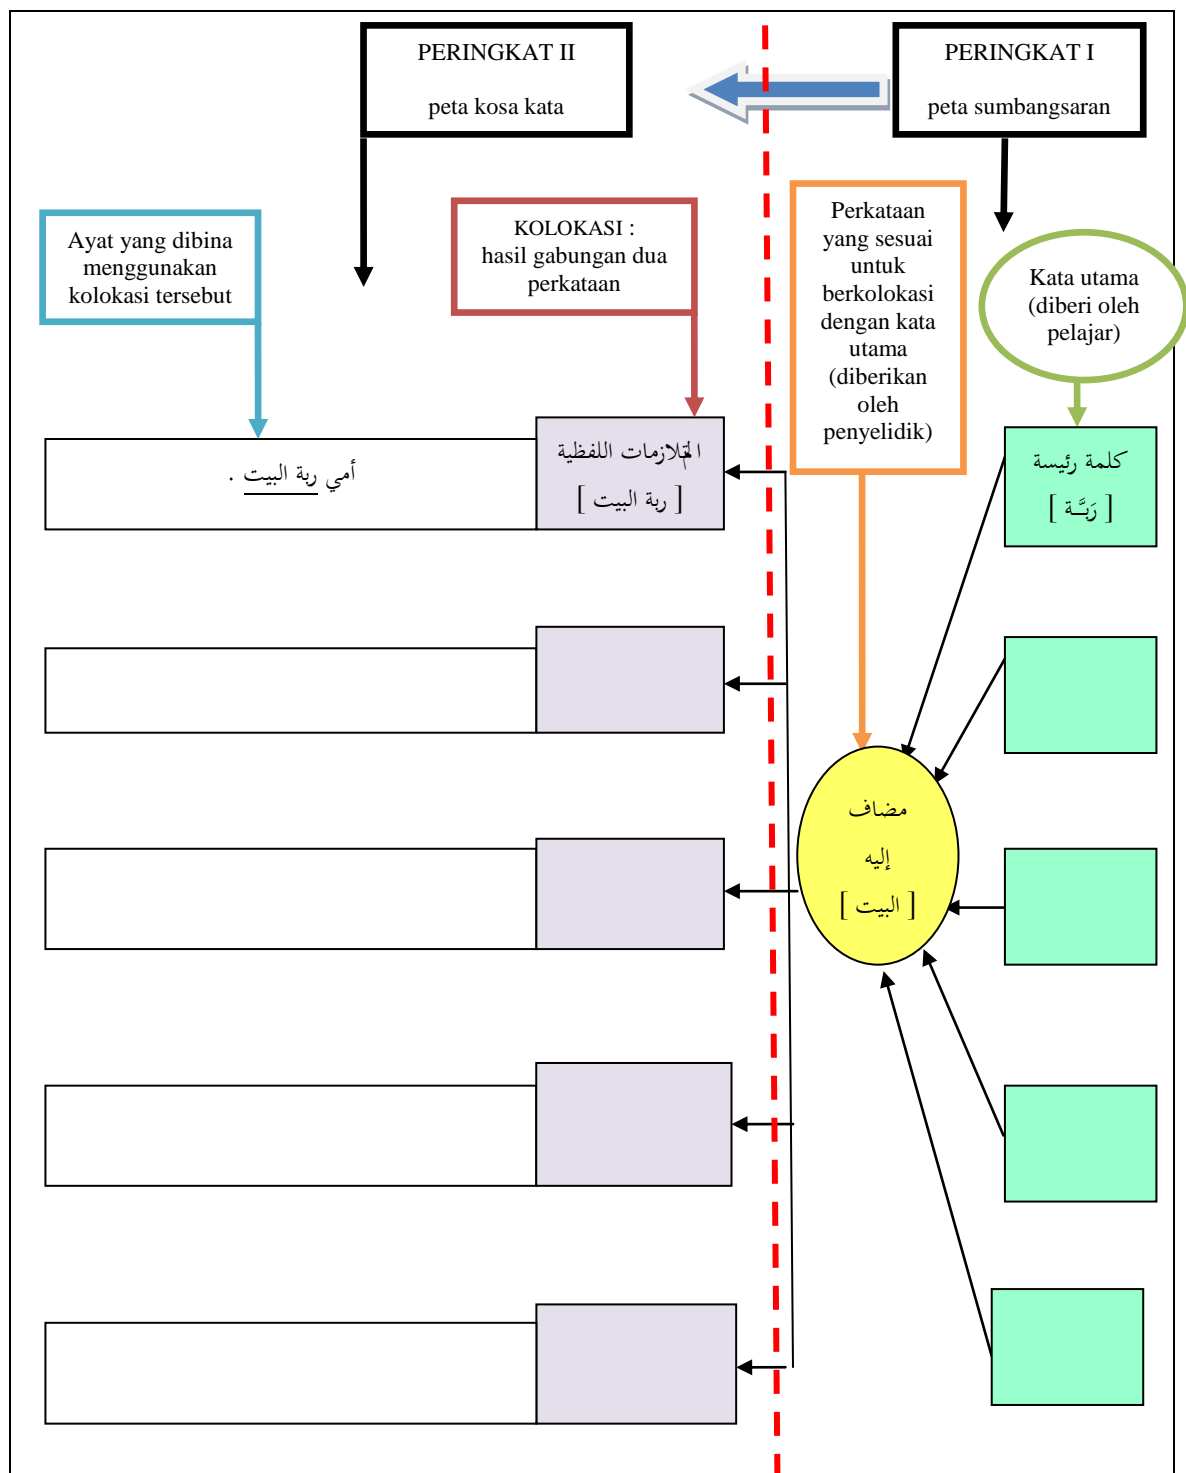 PERINGKAT II
peta kosa kata
PERINGKAT I
peta sumbangsaran
Ayat yang dibina
menggunakan
kolokasi tersebut
KOLOKASI :
hasil gabungan dua
perkataan
Perkataan
yang sesuai
untuk
berkolokasi
dengan kata
utama
(diberikan
oleh
penyelidik)
Kata utama
(diberi oleh
pelajar)
أمي ربة البيت .
المتلازمات اللفظية
[ ربة البيت ]
كلمة رئيسة
[ رَبَّـة ]
مضاف
إليه
[ البيت ]